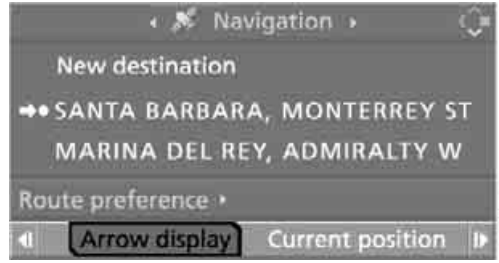 Navigation
New destination
SANTA BARBARA, MONTERREY ST
MARINA DEL REY, ADMIRALTY W
Route preference
Arrow display Current position